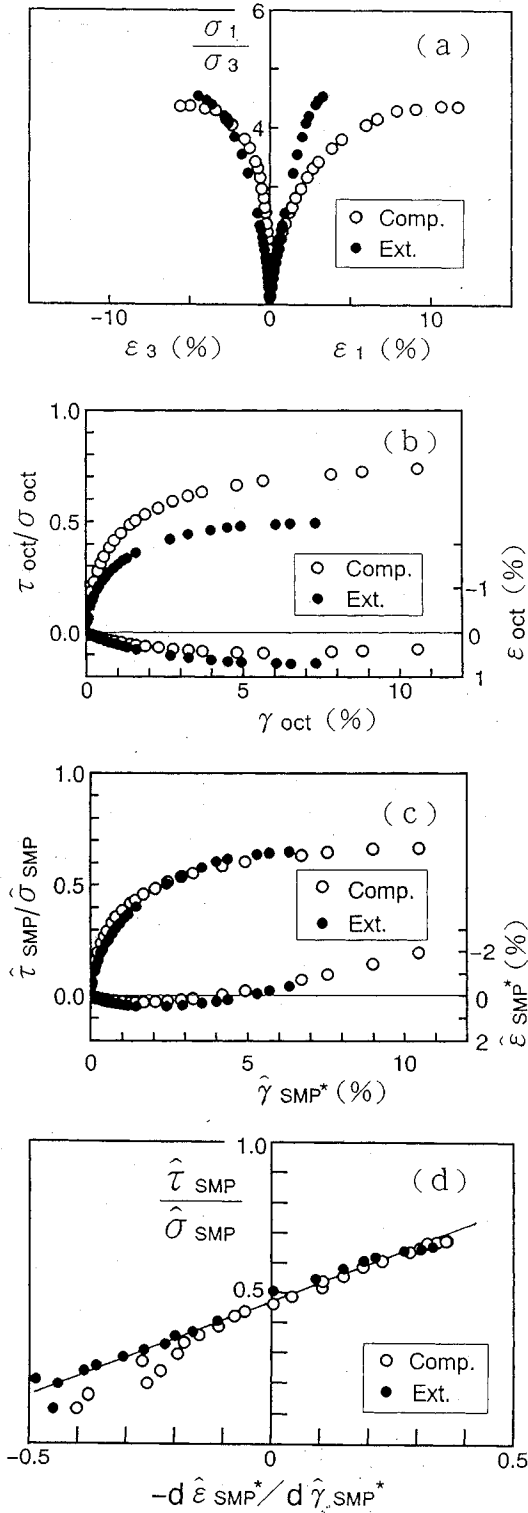 6
σ1
σ3
(a)
4
2
Comp.
Ext.
0
-10
0
10
ε3 (%)
ε1 (%)
1.0
(b)
τoct/σoct
0.5
Comp.
Ext.
-1
εoct (%)
0.0
0
1
0
5
10
γoct (%)
1.0
(c)
τ̂SMP/σ̂SMP
0.5
Comp.
Ext.
-2
ε̂SMP* (%)
0.0
0
2
0
5
10
γ̂SMP* (%)
1.0
τ̂SMP
σ̂SMP
(d)
0.5
Comp.
Ext.
-0.5
0
0.5
-dε̂SMP*/dγ̂SMP*